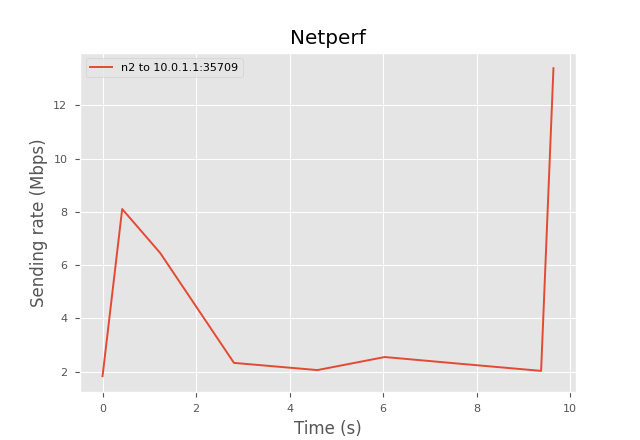 Netperf
n2 to 10.0.1.1:35709
Sending rate (Mbps)
12
10
8
6
4
2
0 2 4 6 8 10
Time (s)